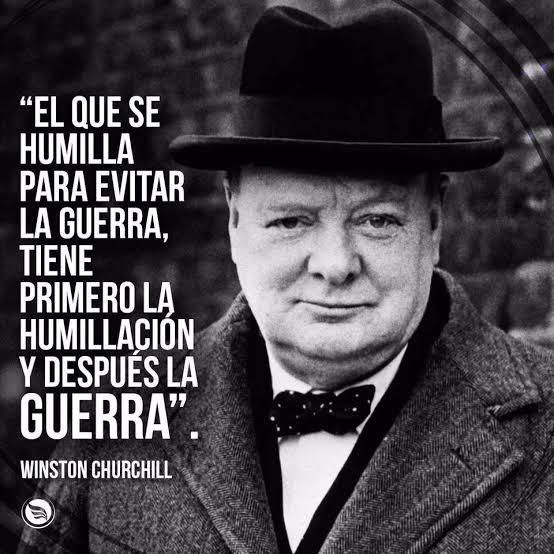 “EL QUE SE
HUMILLA
PARA EVITAR
LA GUERRA,
TIENE
PRIMERO LA
HUMILLACIÓN
Y DESPUÉS LA
GUERRA”.
WINSTON CHURCHILL